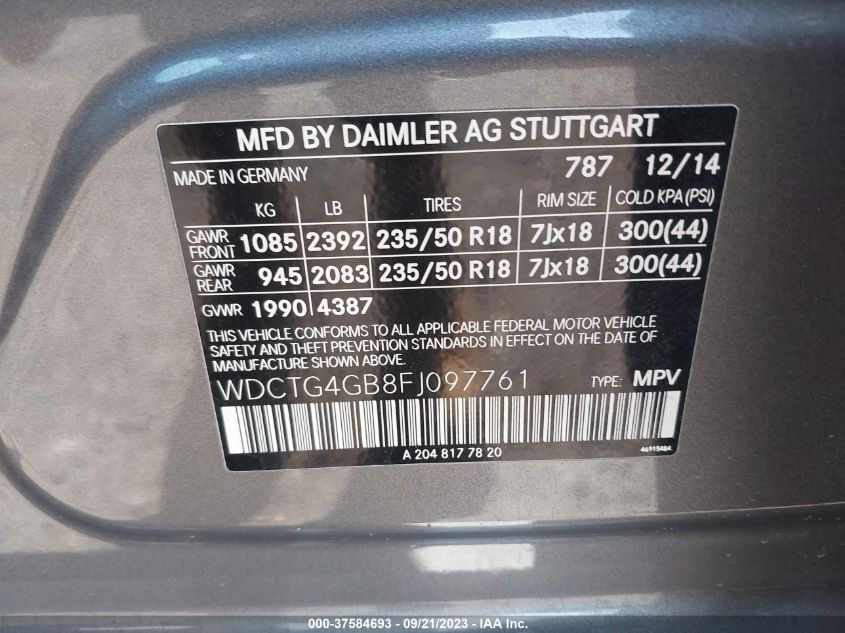 MFD BY DAIMLER AG STUTTGART
MADE IN GERMANY 787 12/14
KG LB TIRES RIM SIZE COLD KPA (PSI)
GAWR FRONT 1085 2392 235/50 R18 7Jx18 300(44)
GAWR REAR 945 2083 235/50 R18 7Jx18 300(44)
GVWR 1990 4387
THIS VEHICLE CONFORMS TO ALL APPLICABLE FEDERAL MOTOR VEHICLE
SAFETY AND THEFT PREVENTION STANDARDS IN EFFECT ON THE DATE OF
MANUFACTURE SHOWN ABOVE.
WDCTG4GB8FJ097761 TYPE: MPV
A 204 817 78 20 46915484
000-37584693 - 09/21/2023 - IMPACT AUCTIONS, INC.